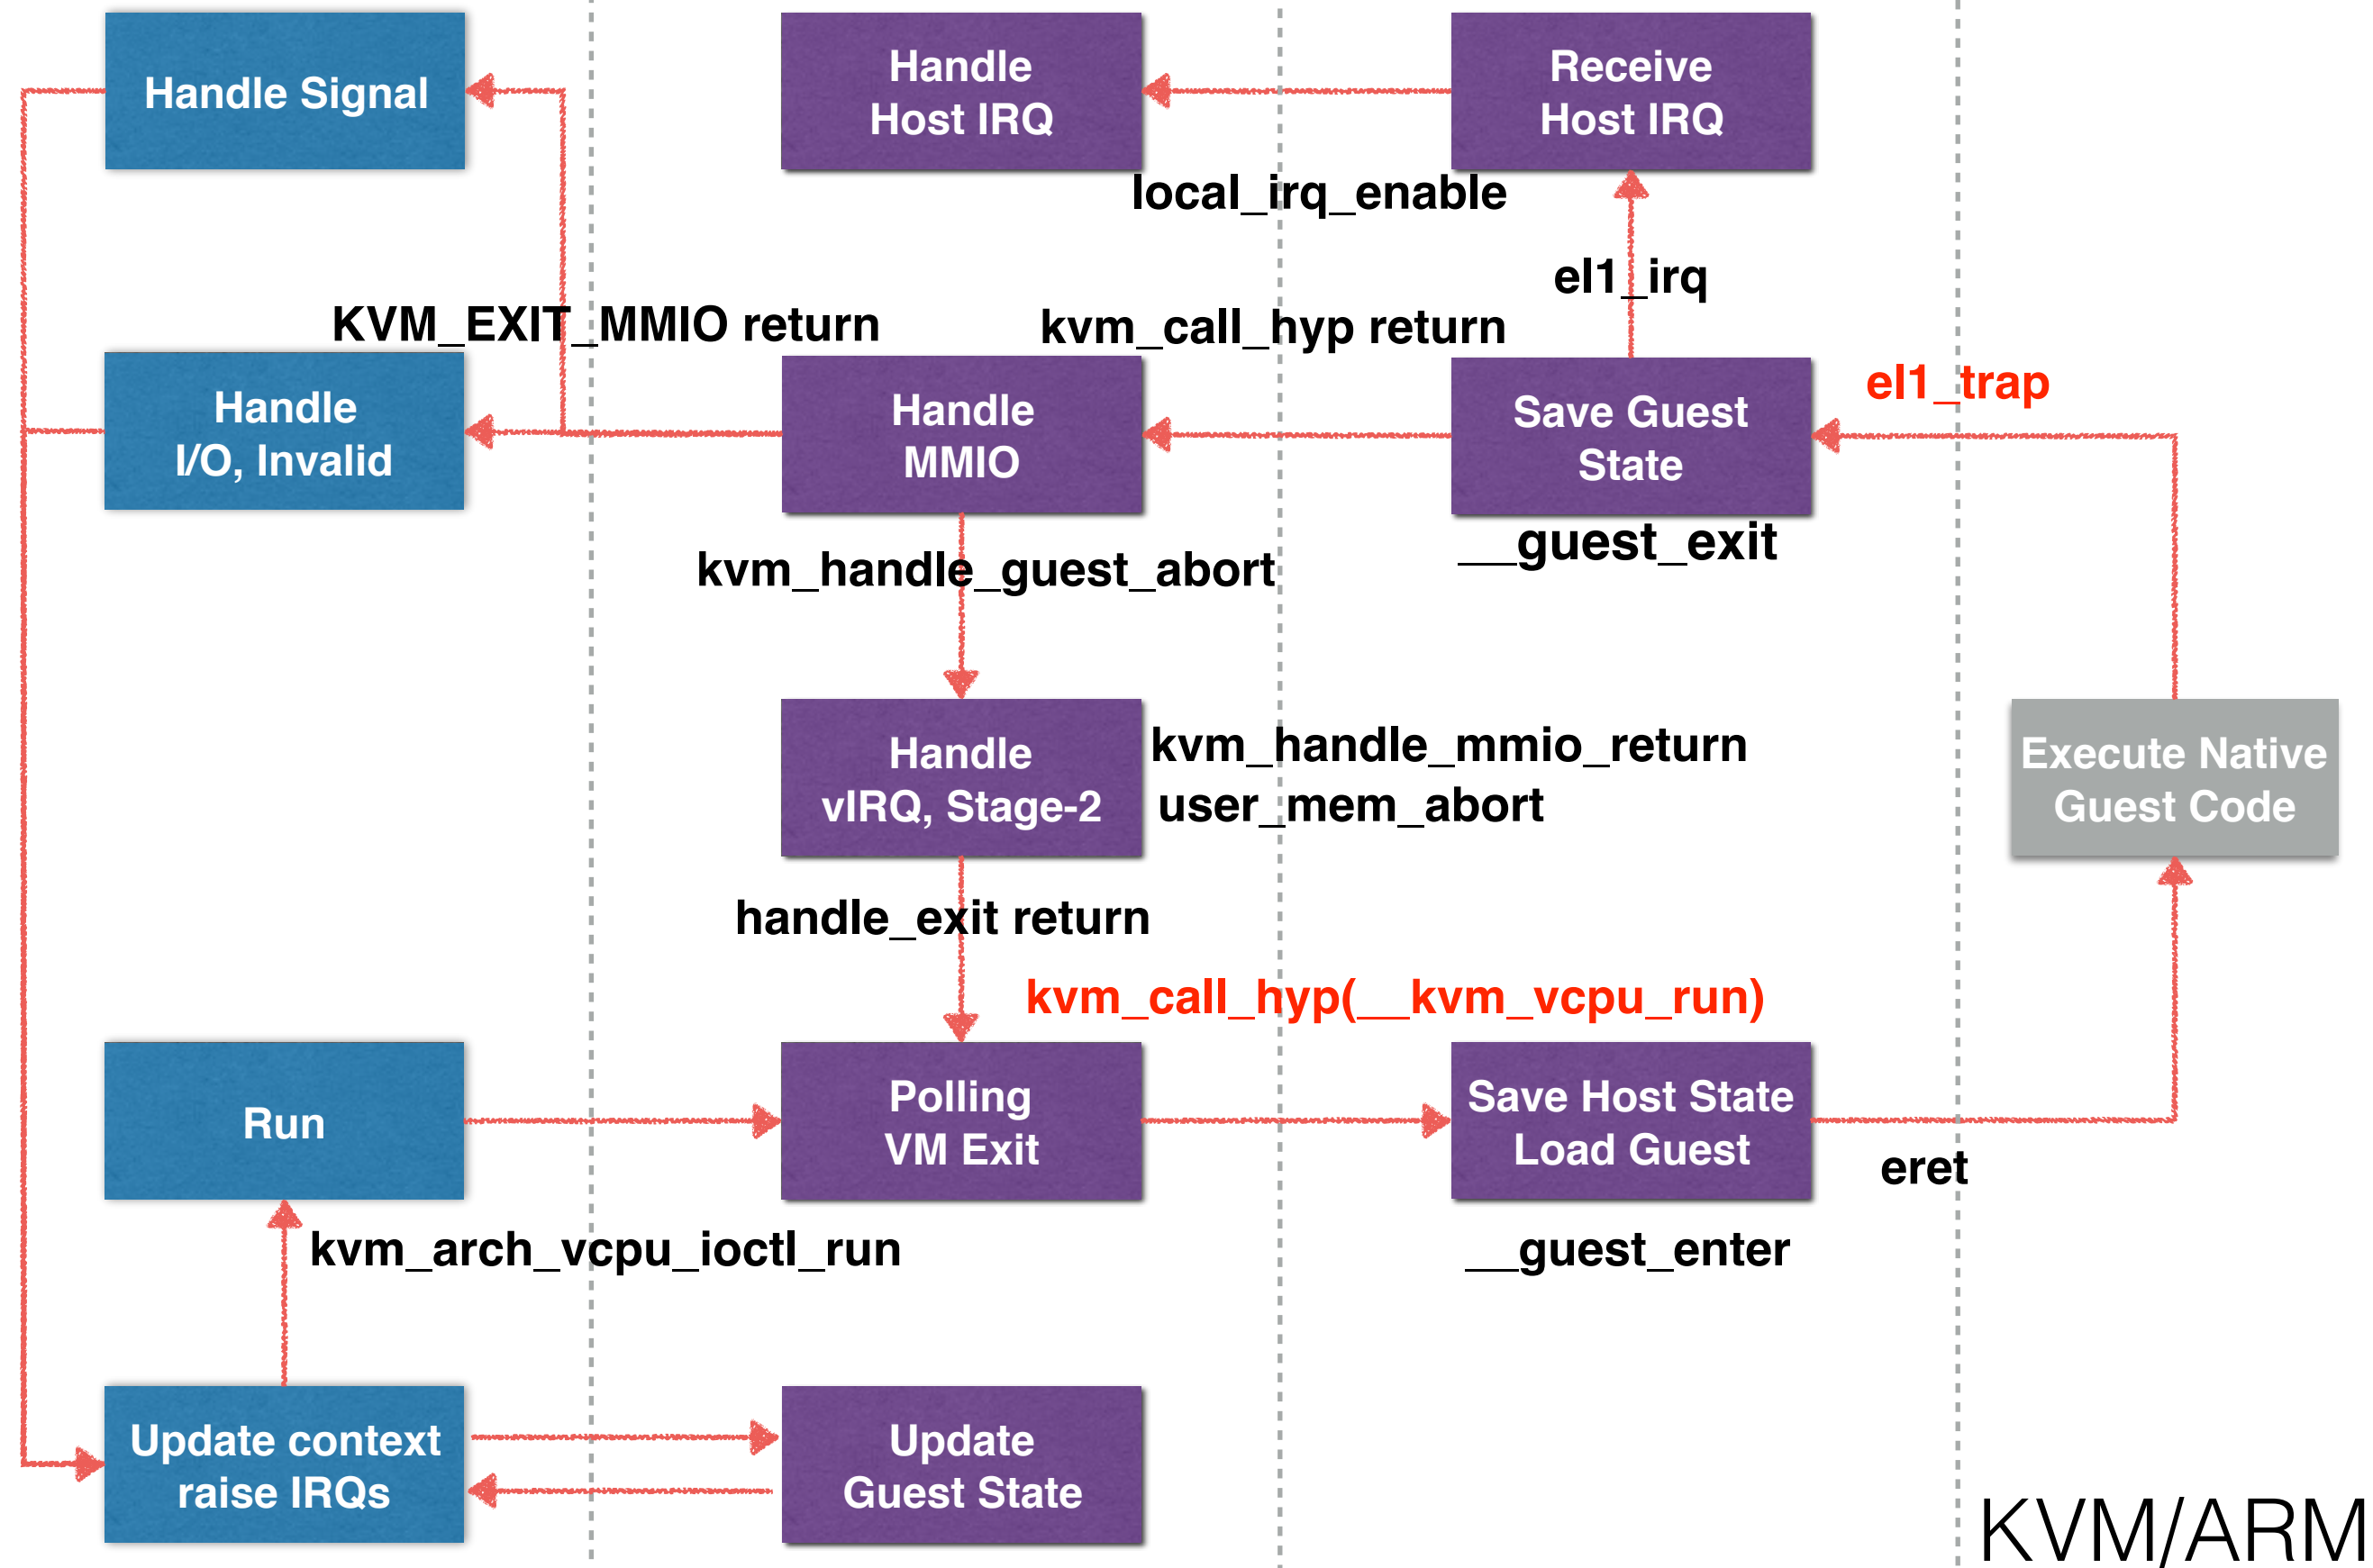 Handle Signal
Handle
Host IRQ
Receive
Host IRQ
local_irq_enable
el1_irq
KVM_EXIT_MMIO return
kvm_call_hyp return
Handle
I/O, Invalid
Handle
MMIO
Save Guest
State
el1_trap
__guest_exit
kvm_handle_guest_abort
Handle
vIRQ, Stage-2
kvm_handle_mmio_return
user_mem_abort
Execute Native
Guest Code
handle_exit return
kvm_call_hyp(__kvm_vcpu_run)
Run
Polling
VM Exit
Save Host State
Load Guest
eret
kvm_arch_vcpu_ioctl_run
__guest_enter
Update context
raise IRQs
Update
Guest State
KVM/ARM